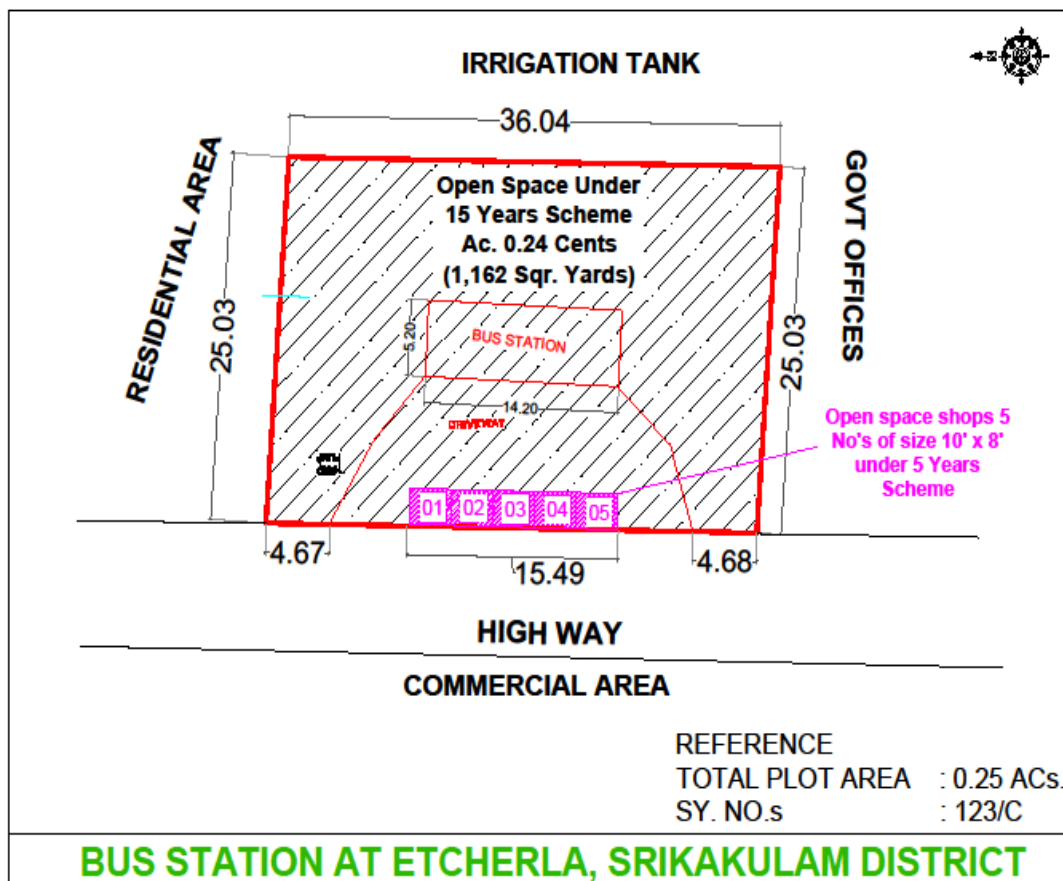 IRRIGATION TANK
36.04
RESIDENTIAL AREA
25.03
Open Space Under
15 Years Scheme
Ac. 0.24 Cents
(1,162 Sqr. Yards)
GOVT OFFICES
25.03
5.20
BUS STATION
14.20
DRIVEWAY
Open space shops 5
No's of size 10' x 8'
under 5 Years
Scheme
01 02 03 04 05
4.67
15.49
4.68
HIGH WAY
COMMERCIAL AREA
REFERENCE
TOTAL PLOT AREA : 0.25 ACs.
SY. NO.s : 123/C
BUS STATION AT ETCHERLA, SRIKAKULAM DISTRICT